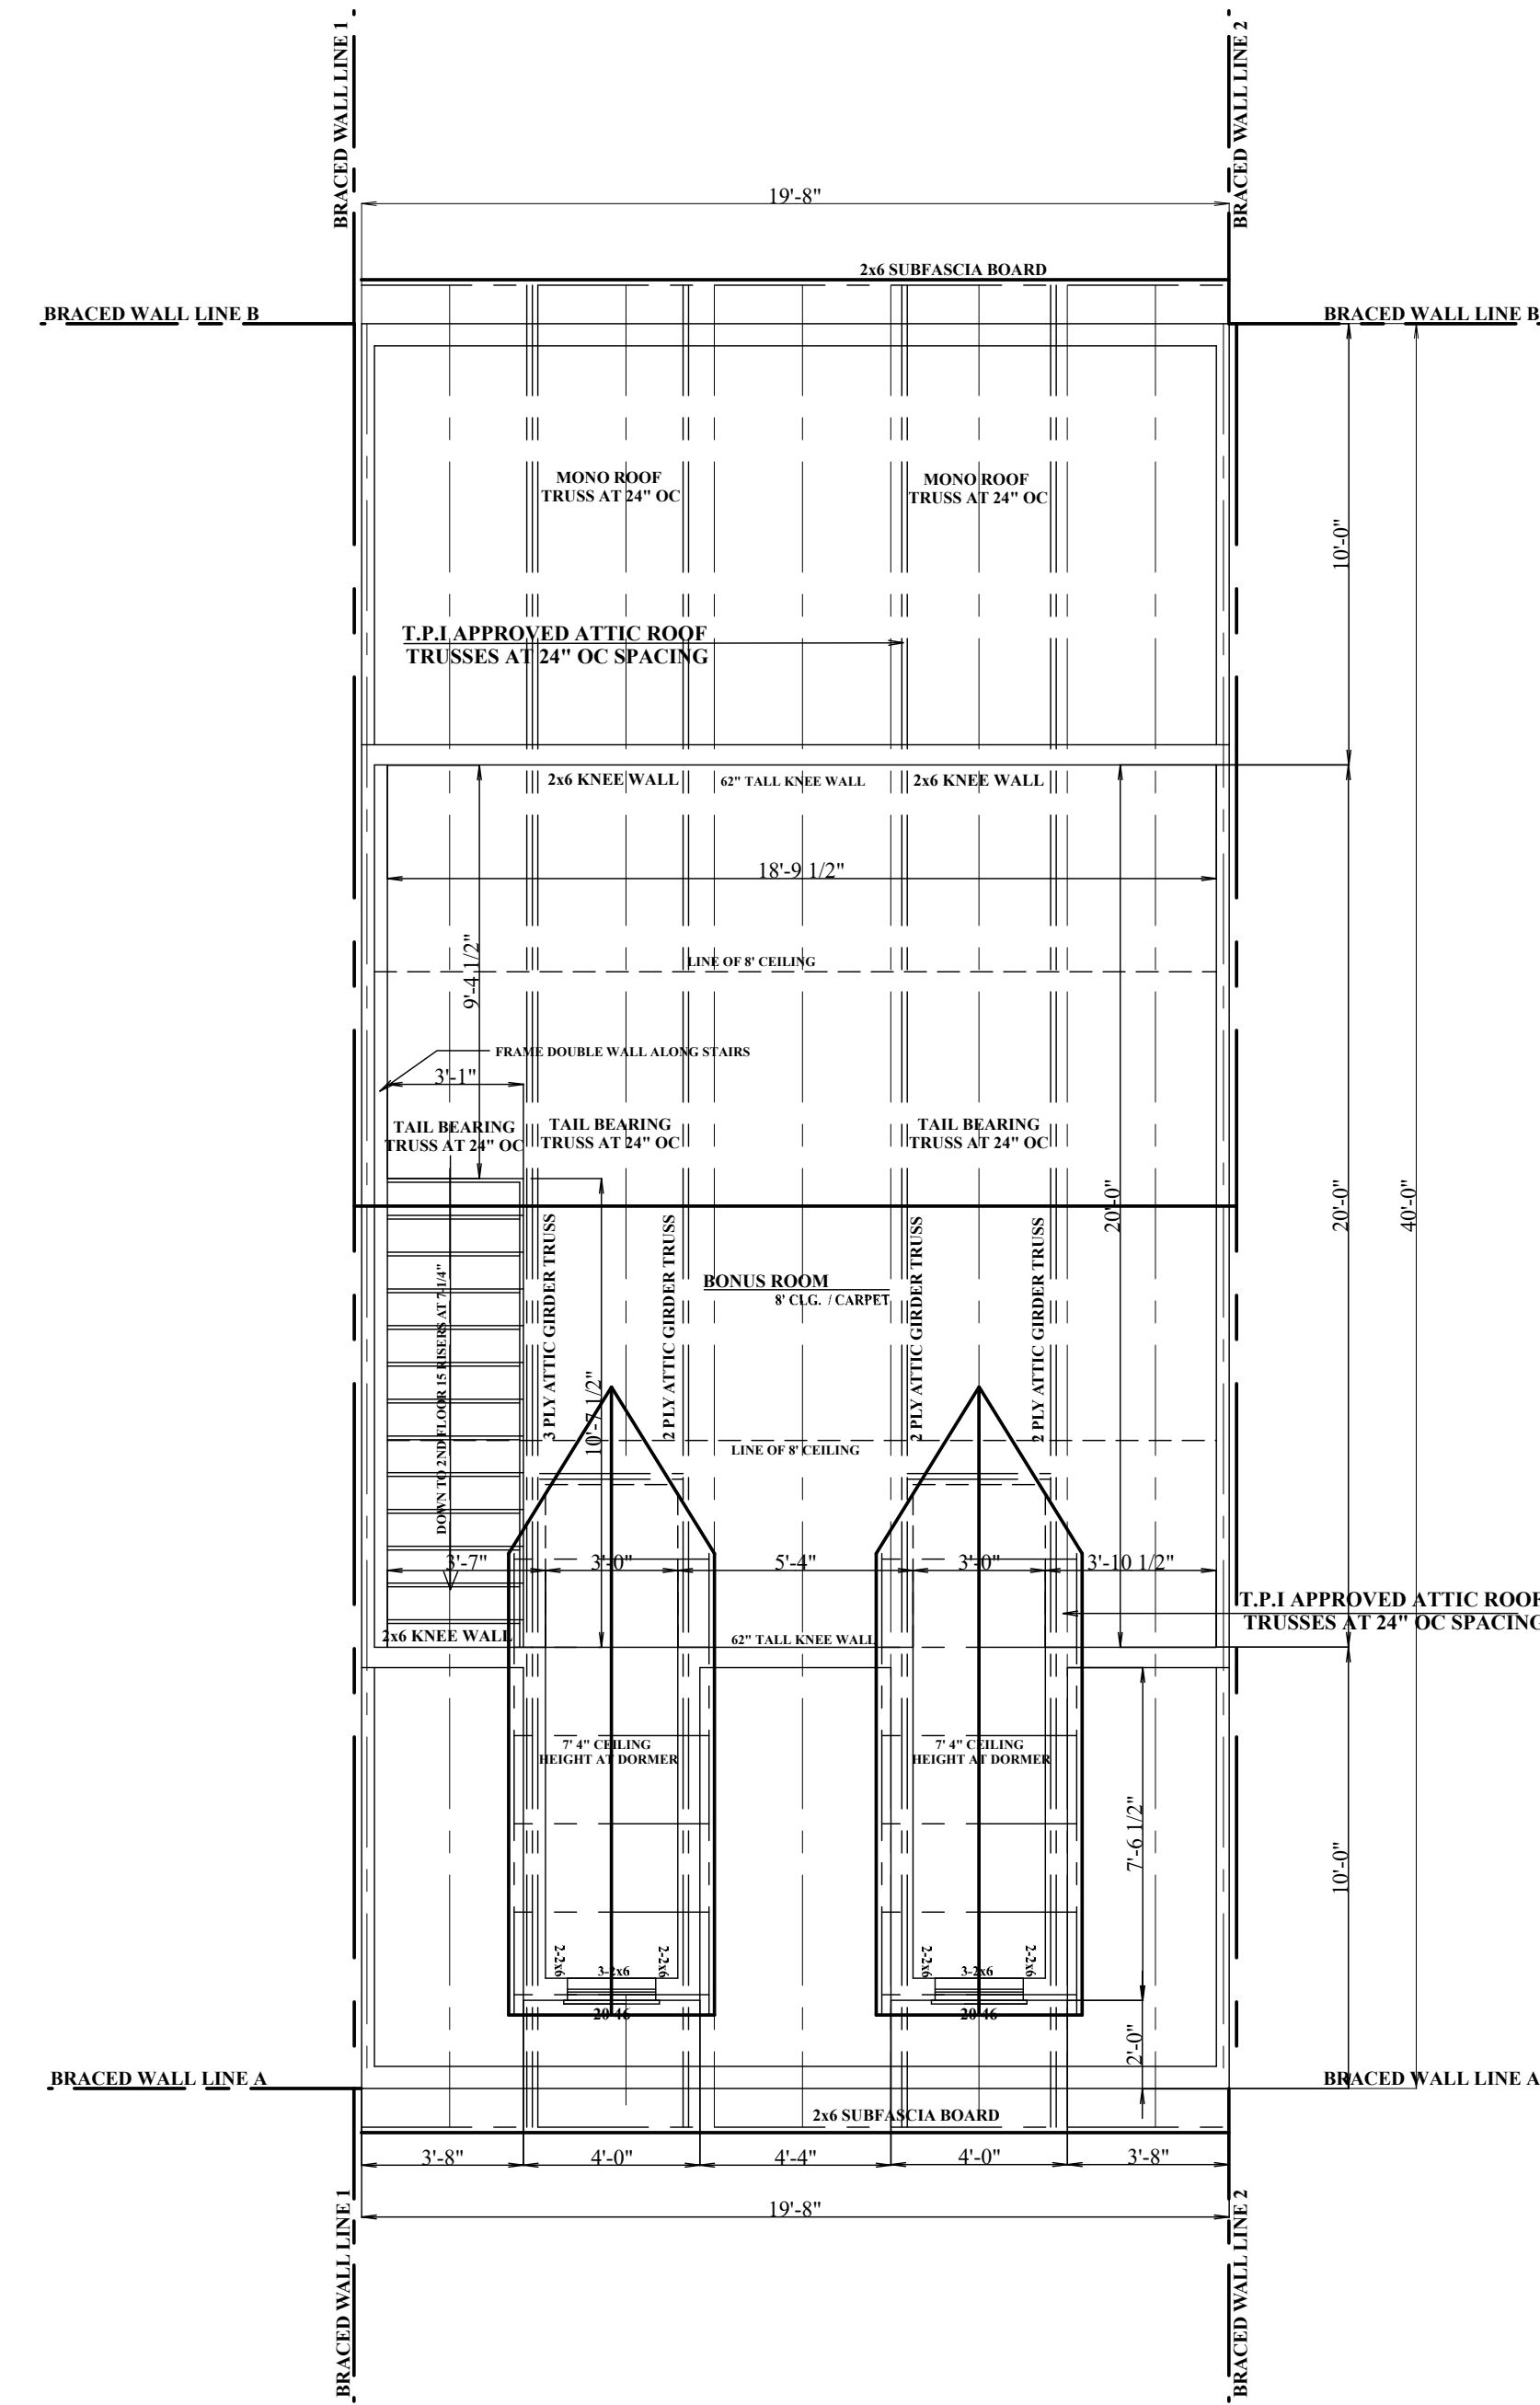 BRACED WALL LINE 1
BRACED WALL LINE 2
19'-8"
2x6 SUBFASCIA BOARD
BRACED WALL LINE B
BRACED WALL LINE B
MONO ROOF
TRUSS AT 24" OC
MONO ROOF
TRUSS AT 24" OC
10'-0"
T.P.I APPROVED ATTIC ROOF
TRUSSES AT 24" OC SPACING
2x6 KNEE WALL
62" TALL KNEE WALL
2x6 KNEE WALL
18'-9 1/2"
9'-4 1/2"
LINE OF 8' CEILING
FRAME DOUBLE WALL ALONG STAIRS
3'-1"
TAIL BEARING
TRUSS AT 24" OC
TAIL BEARING
TRUSS AT 24" OC
TAIL BEARING
TRUSS AT 24" OC
20'-0"
20'-0"
40'-0"
3 PLY ATTIC GIRDER TRUSS
2 PLY ATTIC GIRDER TRUSS
2 PLY ATTIC GIRDER TRUSS
2 PLY ATTIC GIRDER TRUSS
BONUS ROOM
8' CLG. / CARPET
DOWN TO 2ND FLOOR 15 RISERS AT 7-1/4"
10'-7 1/2"
LINE OF 8' CEILING
3'-7"
3'-0"
5'-4"
3'-0"
3'-10 1/2"
T.P.I APPROVED ATTIC ROOF
TRUSSES AT 24" OC SPACING
2x6 KNEE WALL
62" TALL KNEE WALL
7' 4" CEILING
HEIGHT AT DORMER
7' 4" CEILING
HEIGHT AT DORMER
7'-6 1/2"
10'-0"
2-2x6
3-2x6
2-2x6
2-2x6
3-2x6
2-2x6
20 46
20 46
2'-0"
BRACED WALL LINE A
BRACED WALL LINE A
2x6 SUBFASCIA BOARD
3'-8"
4'-0"
4'-4"
4'-0"
3'-8"
19'-8"
BRACED WALL LINE 1
BRACED WALL LINE 2